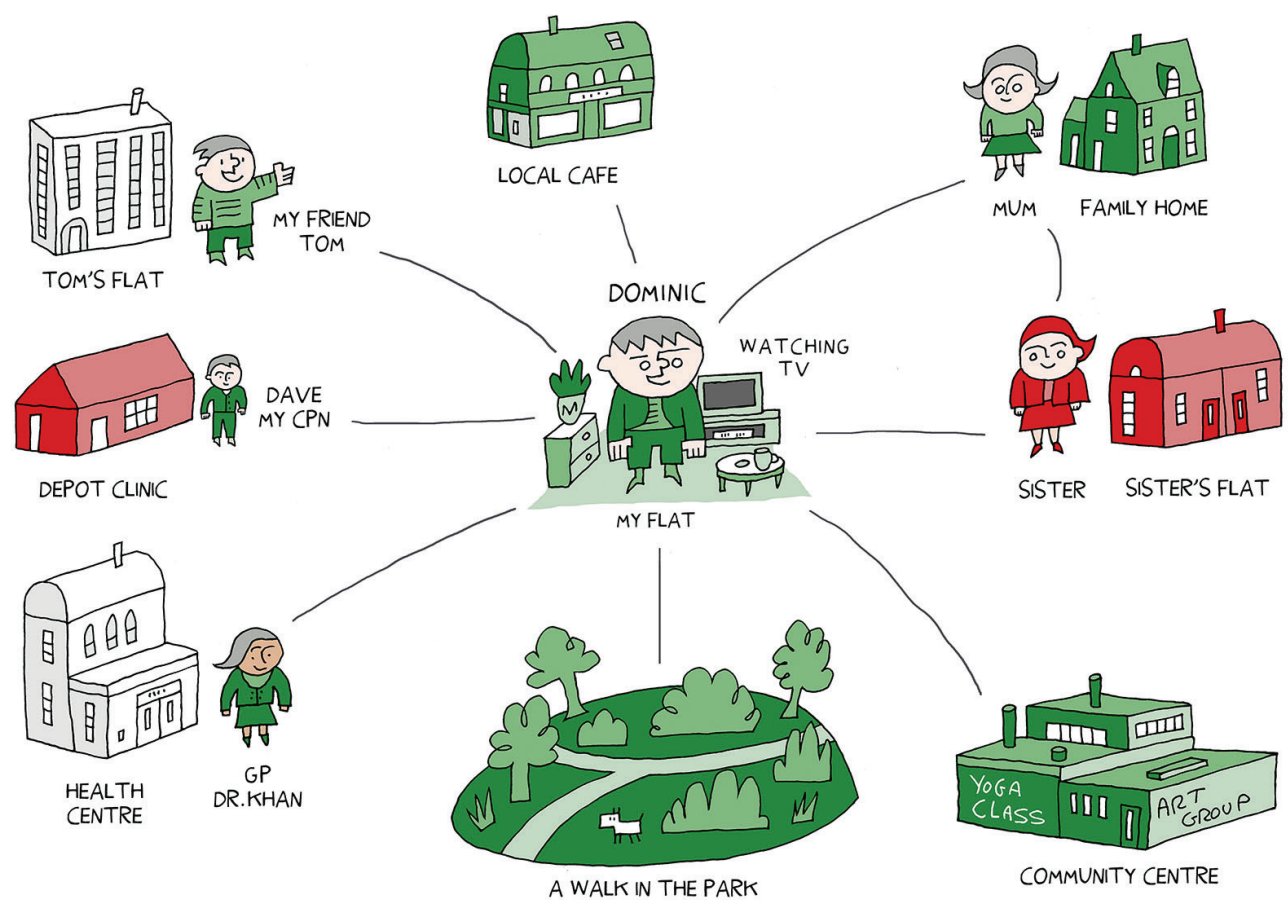 LOCAL CAFE
MUM
FAMILY HOME
MY FRIEND
TOM
TOM'S FLAT
DOMINIC
WATCHING
TV
M
MY FLAT
DAVE
MY CPN
DEPOT CLINIC
SISTER
SISTER'S FLAT
HEALTH
CENTRE
GP
DR.KHAN
A WALK IN THE PARK
YOGA
CLASS
ART
GROUP
COMMUNITY CENTRE